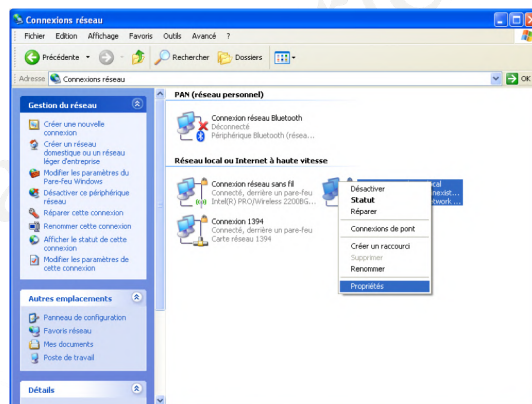 Connexions réseau
Fichier Edition Affichage Favoris Outils Avancé ?
Précédente Rechercher Dossiers
Adresse Connexions réseau OK
Gestion du réseau
Créer une nouvelle
connexion
Créer un réseau
domestique ou un réseau
léger d'entreprise
Modifier les paramètres du
Pare-feu Windows
Désactiver ce périphérique
réseau
Réparer cette connexion
Renommer cette connexion
Afficher le statut de cette
connexion
Modifier les paramètres de
cette connexion
Autres emplacements
Panneau de configuration
Favoris réseau
Mes documents
Poste de travail
Détails
PAN (réseau personnel)
Connexion réseau Bluetooth
Déconnecté
Périphérique Bluetooth (résea...
Réseau local ou Internet à haute vitesse
Connexion réseau sans fil
Connecté, derrière un pare-feu
Intel(R) PRO/Wireless 2200BG...
Connexion 1394
Connecté, derrière un pare-feu
Carte réseau 1394
Désactiver
Statut
Réparer
Connexions de pont
Créer un raccourci
Supprimer
Renommer
Propriétés